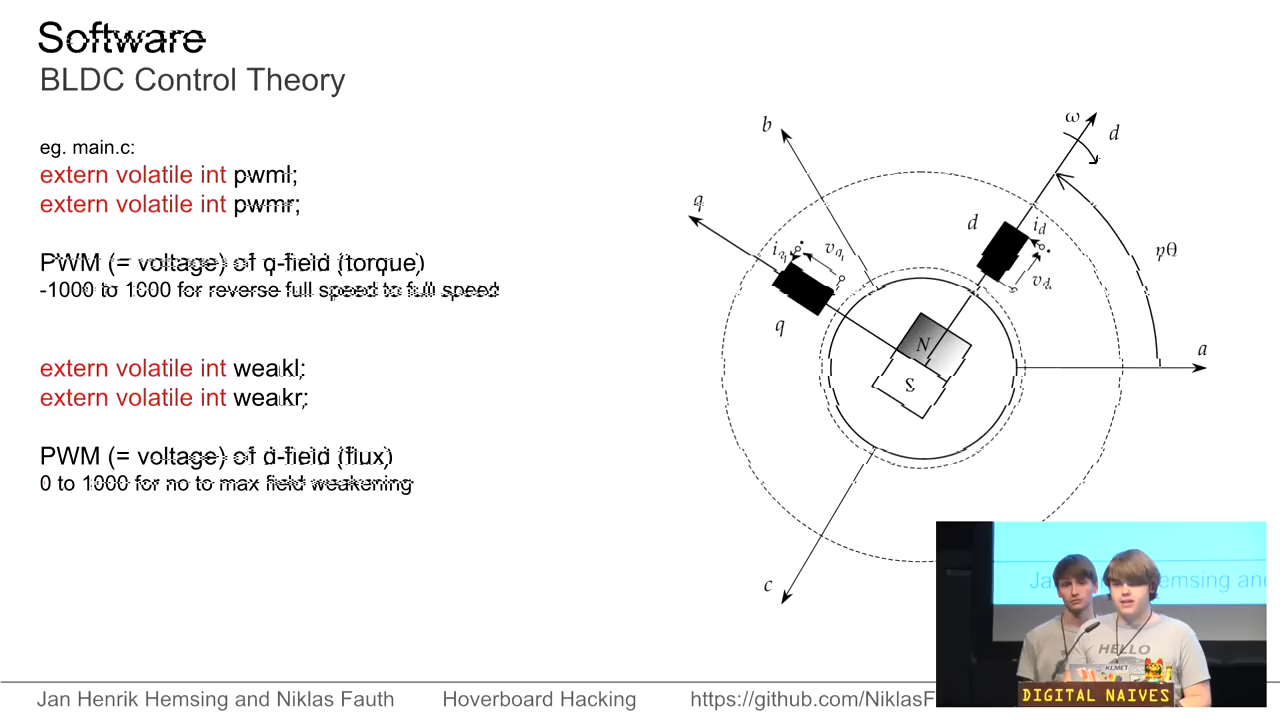 Software
BLDC Control Theory
eg. main.c:
extern volatile int pwml;
extern volatile int pwmr;
PWM (= voltage) of q-field (torque)
-1000 to 1000 for reverse full speed to full speed
extern volatile int weakl;
extern volatile int weakr;
PWM (= voltage) of d-field (flux)
0 to 1000 for no to max field weakening
ω
d
b
q
d
i_d
pθ
i_q
v_q
v_d
q
N
S
a
c
HELLO
KEMET
DIGITAL NAIVES
Jan Henrik Hemsing and Niklas Fauth
Hoverboard Hacking
https://github.com/NiklasF